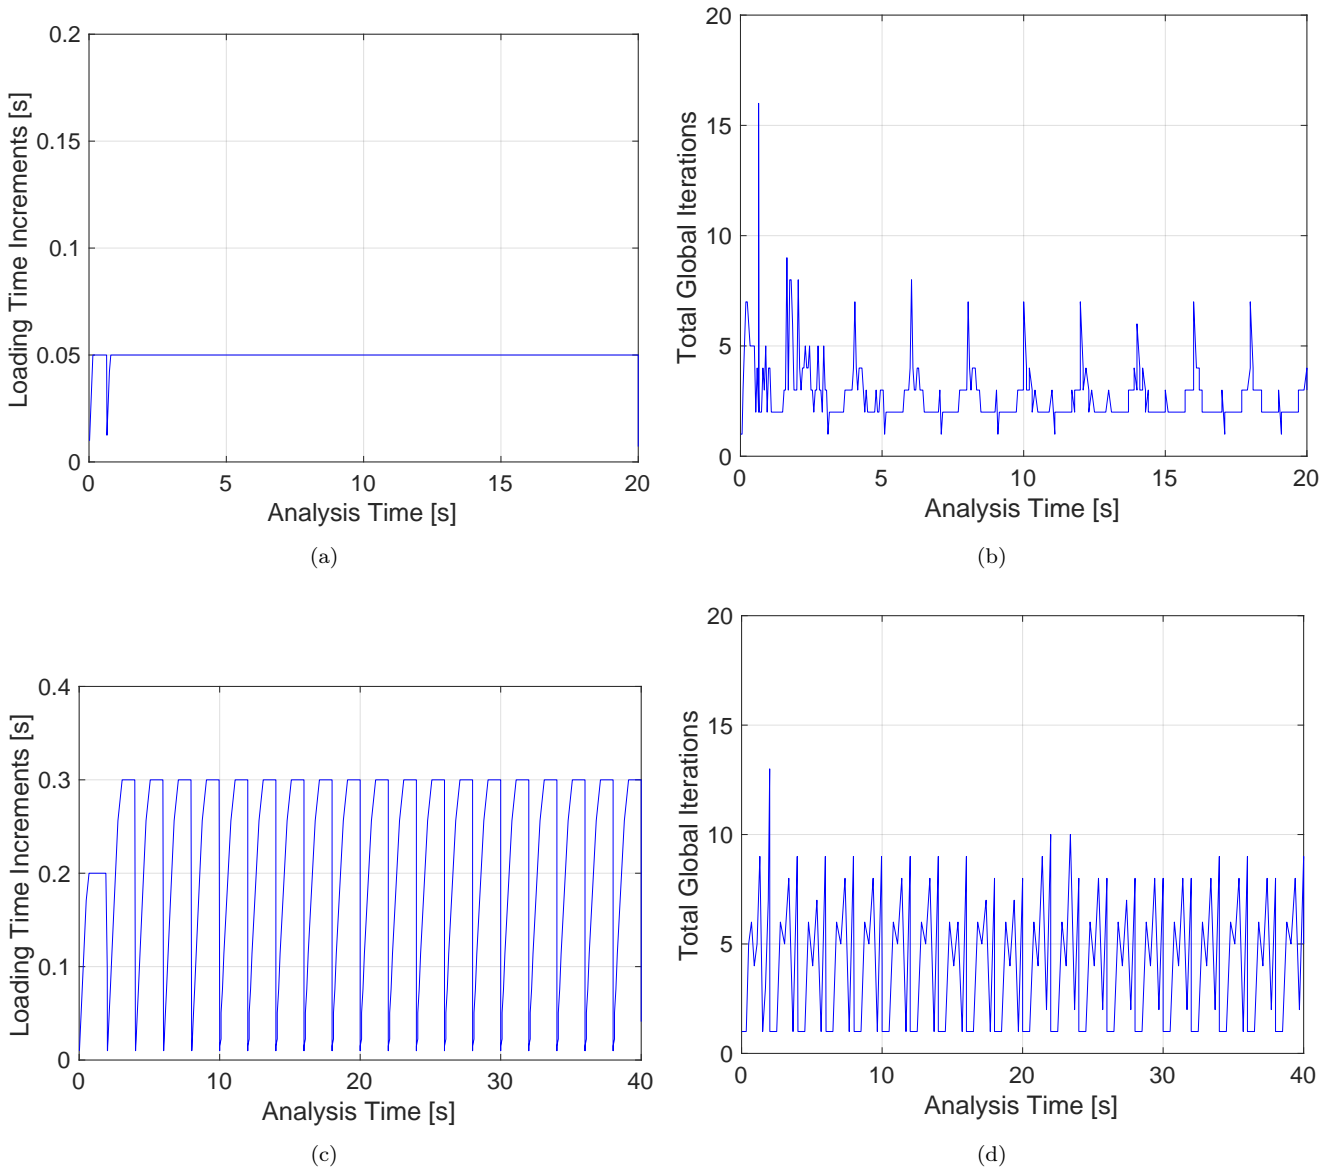 Loading Time Increments [s]
0.2
0.15
0.1
0.05
0
0 5 10 15 20
Analysis Time [s]
(a)
Total Global Iterations
20
15
10
5
0
0 5 10 15 20
Analysis Time [s]
(b)
Loading Time Increments [s]
0.4
0.3
0.2
0.1
0
0 10 20 30 40
Analysis Time [s]
(c)
Total Global Iterations
20
15
10
5
0
0 10 20 30 40
Analysis Time [s]
(d)